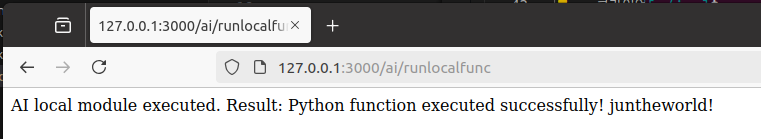 127.0.0.1:3000/ai/runlocalfu
127.0.0.1:3000/ai/runlocalfunc
AI local module executed. Result: Python function executed successfully! juntheworld!